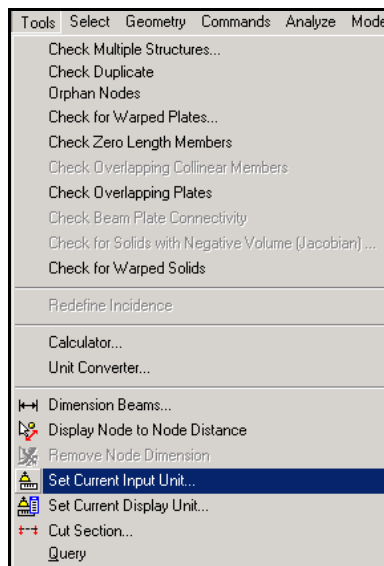 Tools Select Geometry Commands Analyze Mode
Check Multiple Structures...
Check Duplicate
Orphan Nodes
Check for Warped Plates...
Check Zero Length Members
Check Overlapping Collinear Members
Check Overlapping Plates
Check Beam Plate Connectivity
Check for Solids with Negative Volume (Jacobian) ...
Check for Warped Solids
Redefine Incidence
Calculator...
Unit Converter...
Dimension Beams...
Display Node to Node Distance
Remove Node Dimension
Set Current Input Unit...
Set Current Display Unit...
Cut Section...
Query